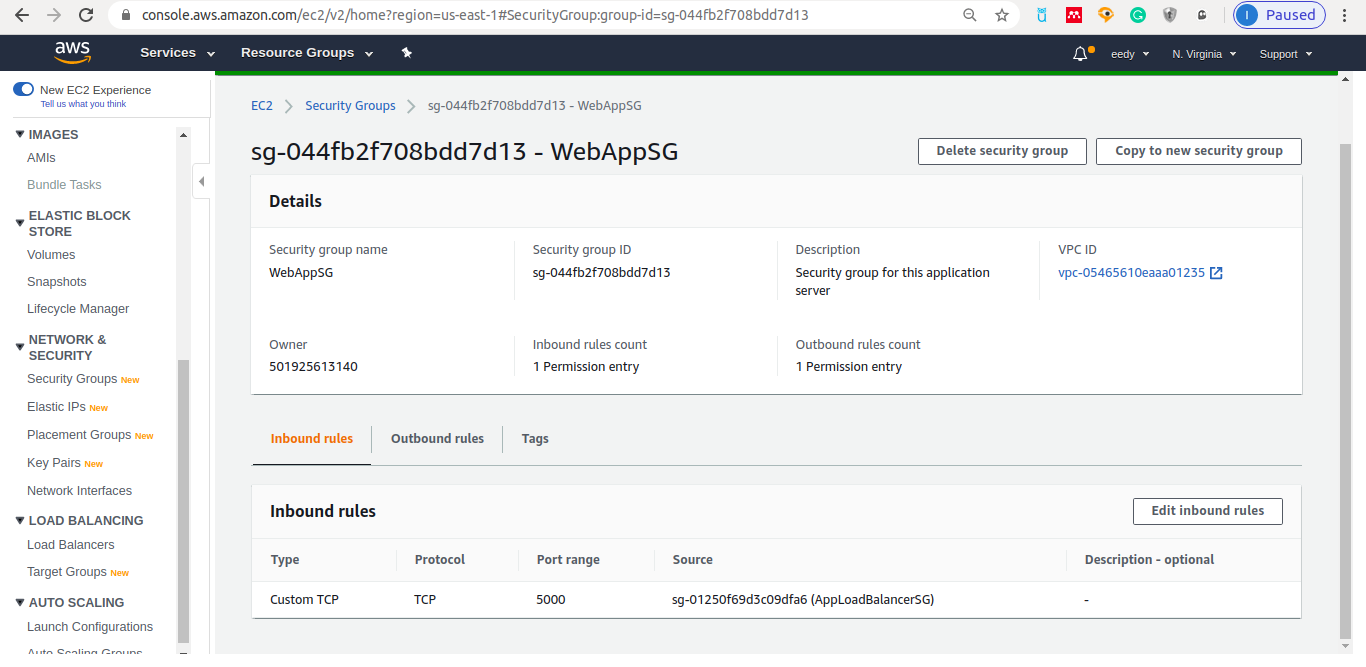 console.aws.amazon.com/ec2/v2/home?region=us-east-1#SecurityGroup:group-id=sg-044fb2f708bdd7d13
I Paused
aws Services Resource Groups eedy N. Virginia Support
New EC2 Experience
Tell us what you think
IMAGES
AMIs
Bundle Tasks
ELASTIC BLOCK
STORE
Volumes
Snapshots
Lifecycle Manager
NETWORK &
SECURITY
Security Groups New
Elastic IPs New
Placement Groups New
Key Pairs New
Network Interfaces
LOAD BALANCING
Load Balancers
Target Groups New
AUTO SCALING
Launch Configurations
Auto Scaling Groups
EC2 Security Groups sg-044fb2f708bdd7d13 - WebAppSG
sg-044fb2f708bdd7d13 - WebAppSG
Delete security group Copy to new security group
Details
Security group name Security group ID Description VPC ID
WebAppSG sg-044fb2f708bdd7d13 Security group for this application vpc-05465610eaaa01235
server
Owner Inbound rules count Outbound rules count
501925613140 1 Permission entry 1 Permission entry
Inbound rules Outbound rules Tags
Inbound rules Edit inbound rules
Type Protocol Port range Source Description - optional
Custom TCP TCP 5000 sg-01250f69d3c09dfa6 (AppLoadBalancerSG) -